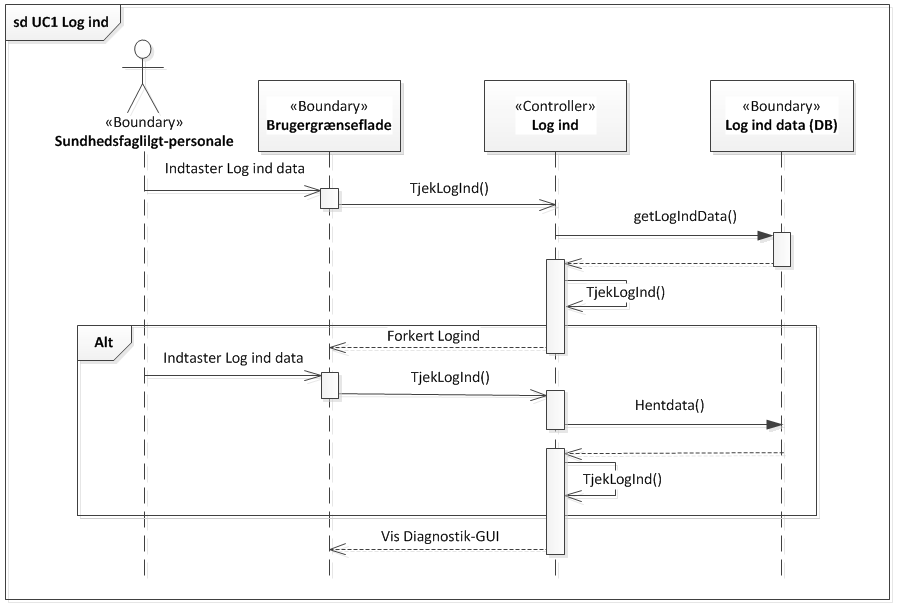 sd UC1 Log ind
«Boundary»
Sundhedsfaglilgt-personale
«Boundary»
Brugergrænseflade
«Controller»
Log ind
«Boundary»
Log ind data (DB)
Indtaster Log ind data
TjekLogInd()
getLogIndData()
TjekLogInd()
Alt
Forkert Logind
Indtaster Log ind data
TjekLogInd()
Hentdata()
TjekLogInd()
Vis Diagnostik-GUI